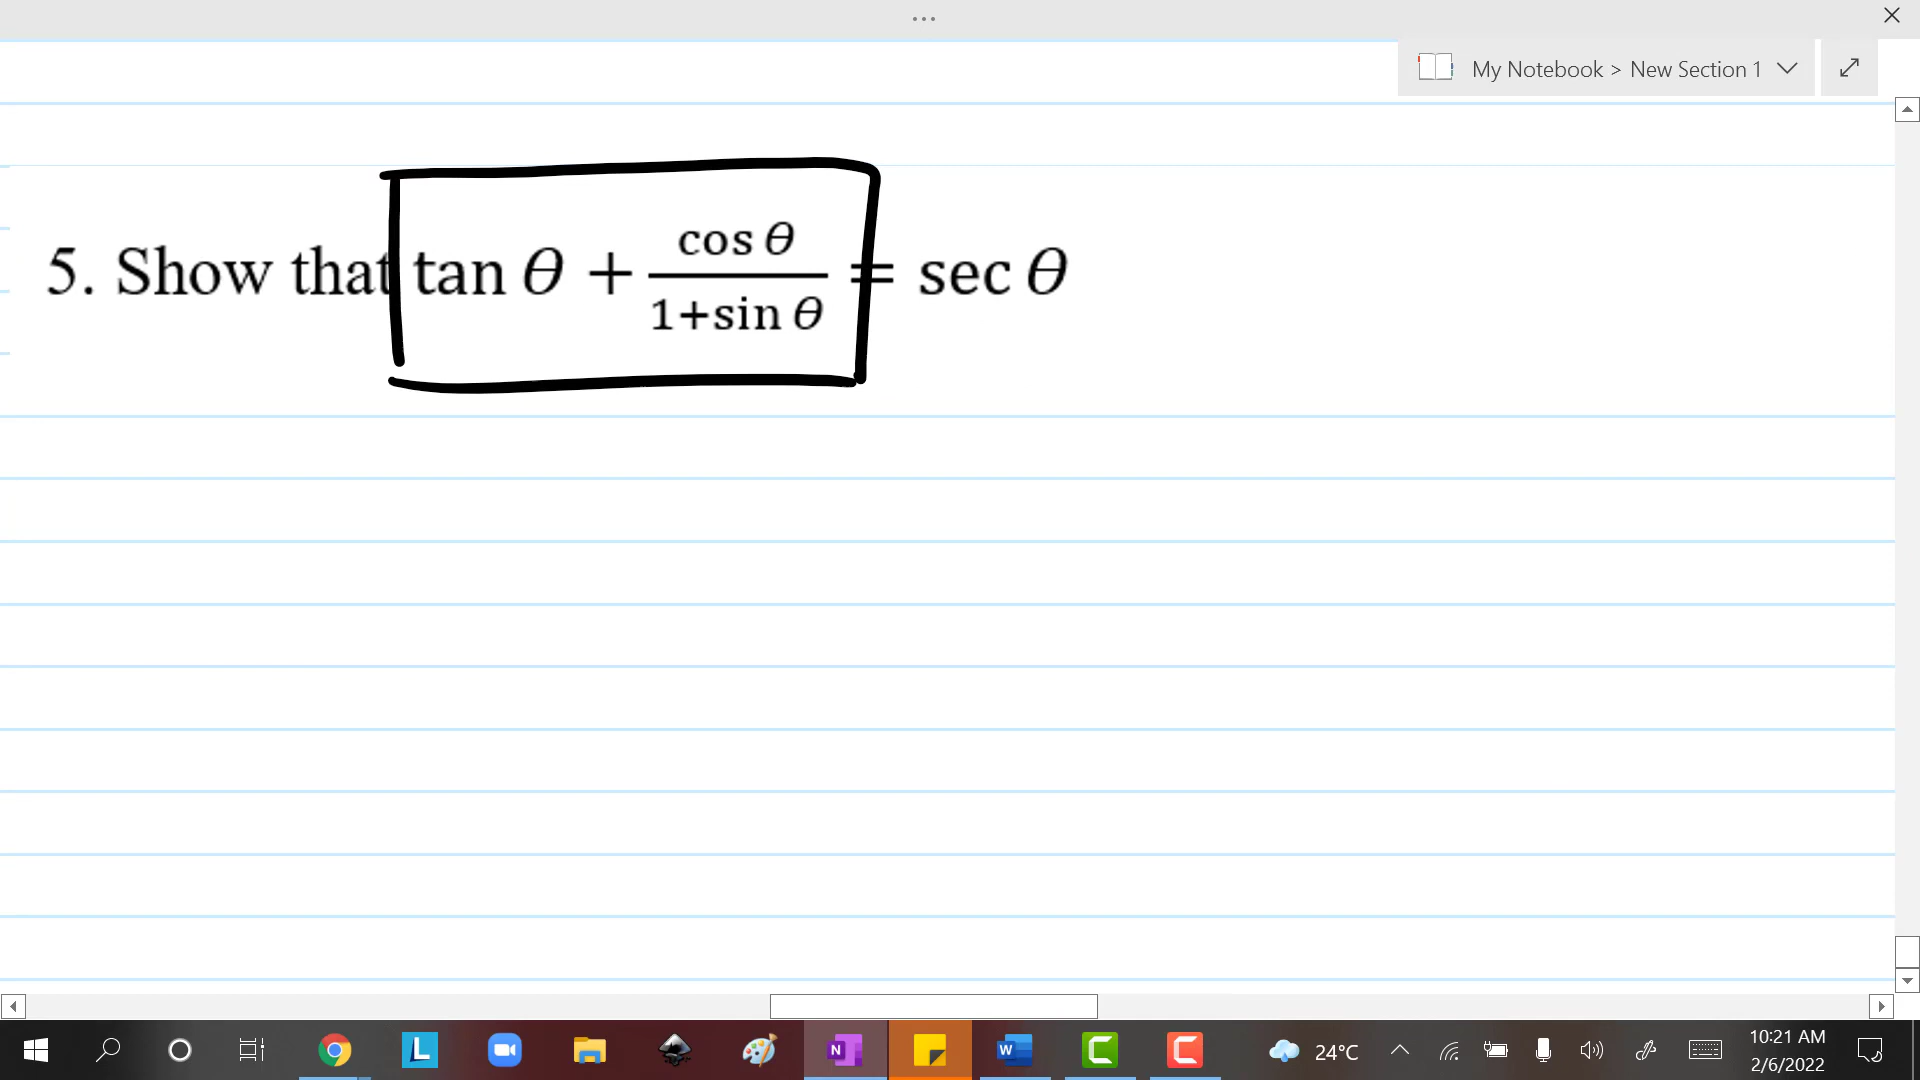 ...
My Notebook > New Section 1
5. Show that tan θ + cos θ / 1+sin θ = sec θ
L
N
W
24°C
10:21 AM
2/6/2022